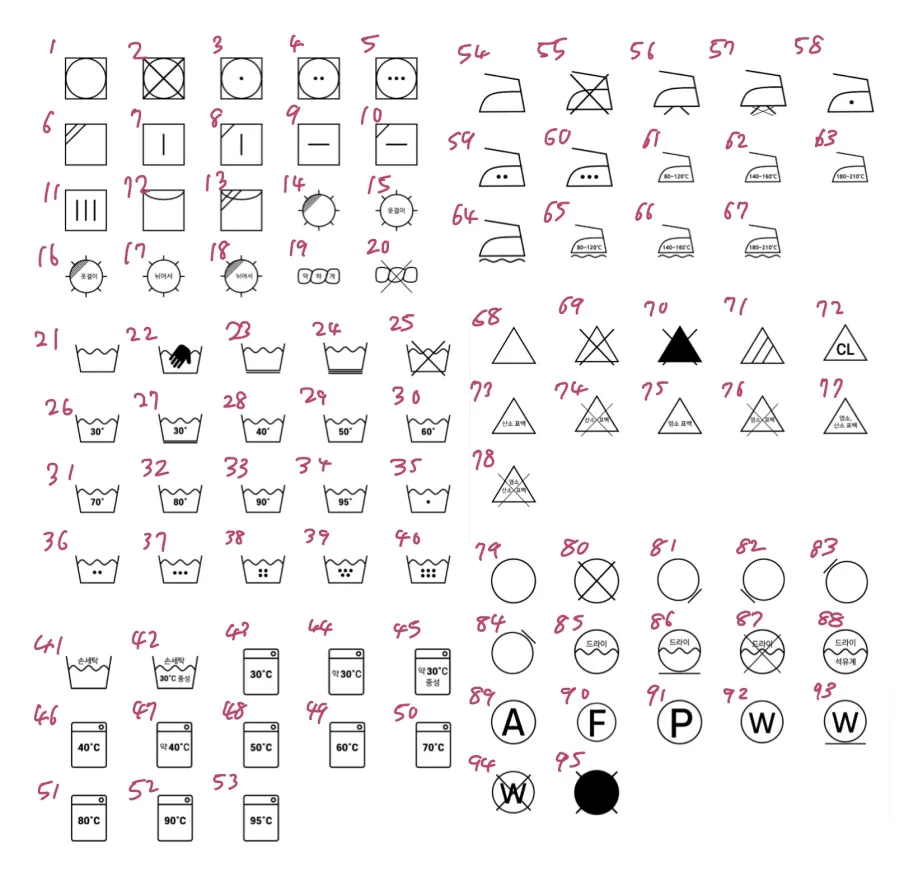 1 2 3 4 5
6 7 8 9 10
11 12 13 14 15
옷걸이
16 17 18 19 20
옷걸이 뉘어서 뉘어서 약 하 게
21 22 23 24 25
26 27 28 29 30
30° 30° 40° 50° 60°
31 32 33 34 35
70° 80° 90° 95°
36 37 38 39 40
41 42 43 44 45
손세탁 손세탁 30°C 중성 30°C 약 30°C 약 30°C 중성
46 47 48 49 50
40°C 약 40°C 50°C 60°C 70°C
51 52 53
80°C 90°C 95°C
54 55 56 57 58
59 60 61 62 63
80~120°C 140~160°C 180~210°C
64 65 66 67
80~120°C 140~160°C 180~210°C
68 69 70 71 72
CL
73 74 75 76 77
산소 표백 산소 표백 염소 표백 염소 표백 염소, 산소 표백
78
염소, 산소 표백
79 80 81 82 83
84 85 86 87 88
드라이 드라이 드라이 드라이 석유계
89 90 91 92 93
A F P W W
94 95
W